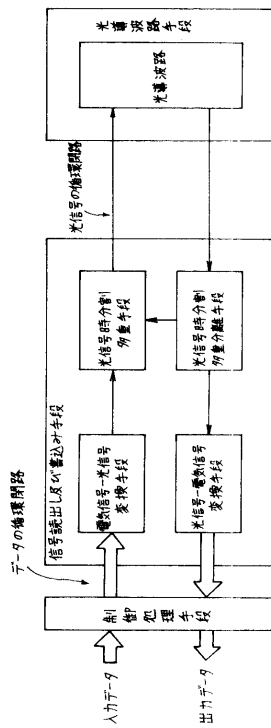 データの循環閉路
信号読出し及び書込み手段
光信号の循環閉路
光導波路手段
入力データ
出力データ
制御処理手段
電気信号−光信号
変換手段
光信号時分割
多重手段
光導波路
光信号−電気信号
変換手段
光信号時分割
多重分離手段